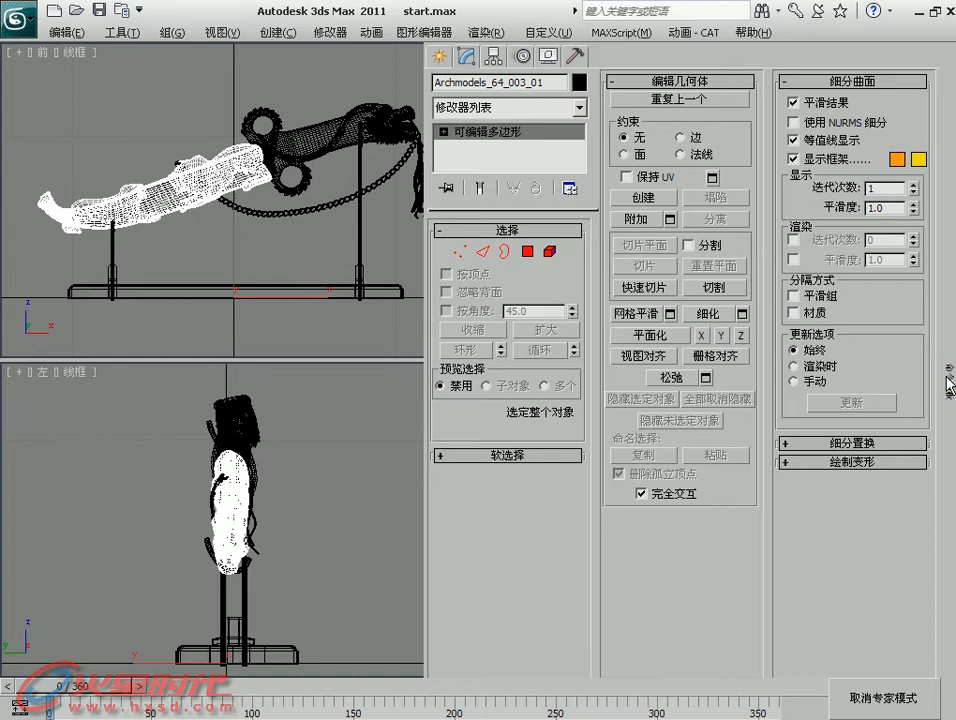 Autodesk 3ds Max 2011 start.max
键入关键字或短语
编辑(E) 工具(T) 组(G) 视图(V) 创建(C) 修改器 动画 图形编辑器 渲染(R) 自定义(U) MAXScript(M) 动画 - CAT 帮助(H)
[ + 前 线框 ]
Archmodels_64_003_01
修改器列表
可编辑多边形
选择
按顶点
忽略背面
按角度: 45.0
收缩 扩大
环形 循环
预览选择
禁用 子对象 多个
选定整个对象
软选择
编辑几何体
重复上一个
约束
无 边
面 法线
保持 UV
创建 塌陷
附加 分离
切片平面 分割
切片 重置平面
快速切片 切割
网格平滑 细化
平面化 X Y Z
视图对齐 栅格对齐
松弛
隐藏选定对象 全部取消隐藏
隐藏未选定对象
命名选择:
复制 粘贴
删除孤立顶点
完全交互
细分曲面
平滑结果
使用 NURMS 细分
等值线显示
显示框架......
显示
迭代次数: 1
平滑度: 1.0
渲染
迭代次数: 0
平滑度: 1.0
分隔方式
平滑组
材质
更新选项
始终
渲染时
手动
更新
细分置换
绘制变形
z
y x
x
[ + 左 线框 ]
z
y x
y
< 0 / 360 >
火星时代
www.hxsd.com
0 50 100 150 200 250 300 350
取消专家模式